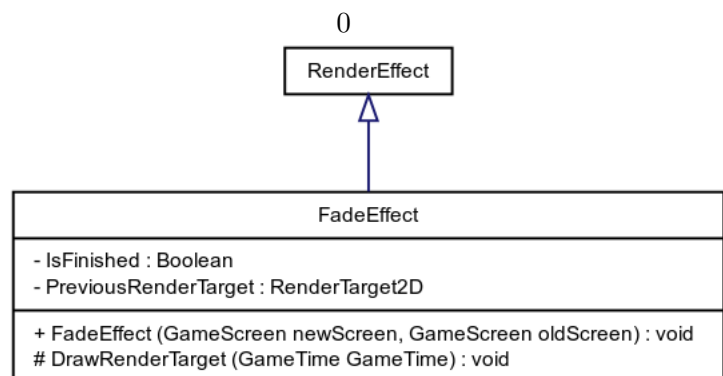 0
RenderEffect
FadeEffect
- IsFinished : Boolean
- PreviousRenderTarget : RenderTarget2D
+ FadeEffect (GameScreen newScreen, GameScreen oldScreen) : void
# DrawRenderTarget (GameTime GameTime) : void